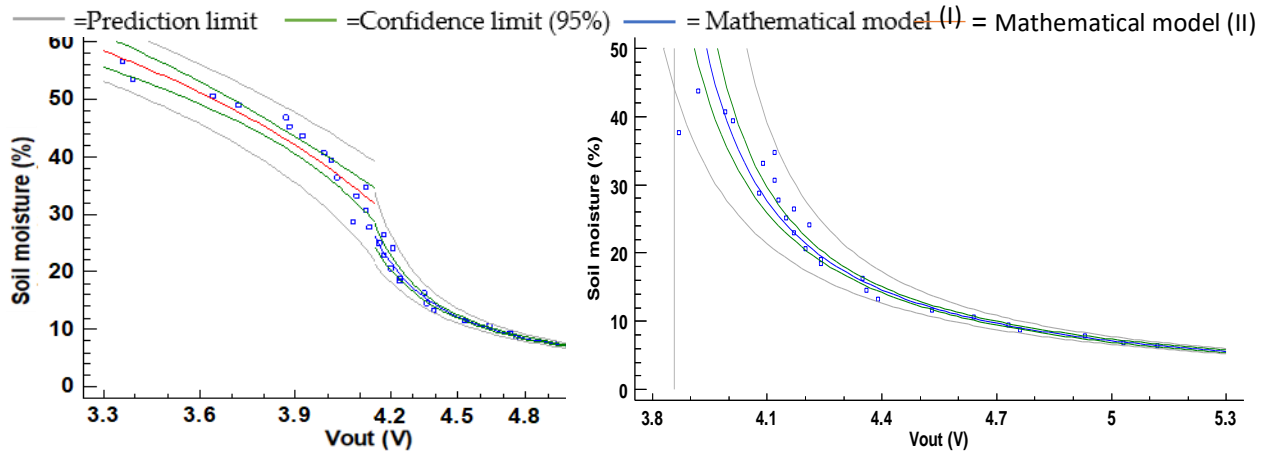 =Prediction limit =Confidence limit (95%) = Mathematical model (I) = Mathematical model (II)
60
50
40
30
20
10
0
Soil moisture (%)
3.3 3.6 3.9 4.2 4.5 4.8
Vout (V)
50
40
30
20
10
0
Soil moisture (%)
3.8 4.1 4.4 4.7 5 5.3
Vout (V)